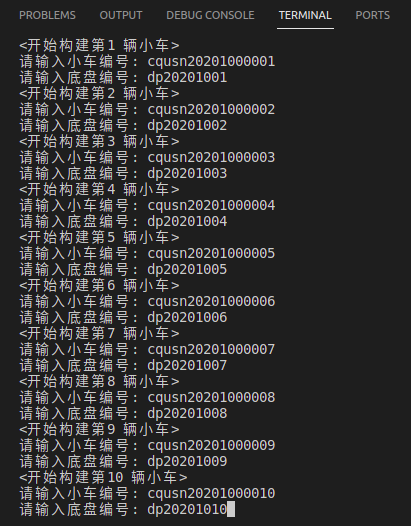 PROBLEMS OUTPUT DEBUG CONSOLE TERMINAL PORTS
<开始构建第1 辆小车>
请输入小车编号: cqusn20201000001
请输入底盘编号: dp20201001
<开始构建第2 辆小车>
请输入小车编号: cqusn20201000002
请输入底盘编号: dp20201002
<开始构建第3 辆小车>
请输入小车编号: cqusn20201000003
请输入底盘编号: dp20201003
<开始构建第4 辆小车>
请输入小车编号: cqusn20201000004
请输入底盘编号: dp20201004
<开始构建第5 辆小车>
请输入小车编号: cqusn20201000005
请输入底盘编号: dp20201005
<开始构建第6 辆小车>
请输入小车编号: cqusn20201000006
请输入底盘编号: dp20201006
<开始构建第7 辆小车>
请输入小车编号: cqusn20201000007
请输入底盘编号: dp20201007
<开始构建第8 辆小车>
请输入小车编号: cqusn20201000008
请输入底盘编号: dp20201008
<开始构建第9 辆小车>
请输入小车编号: cqusn20201000009
请输入底盘编号: dp20201009
<开始构建第10 辆小车>
请输入小车编号: cqusn20201000010
请输入底盘编号: dp20201010